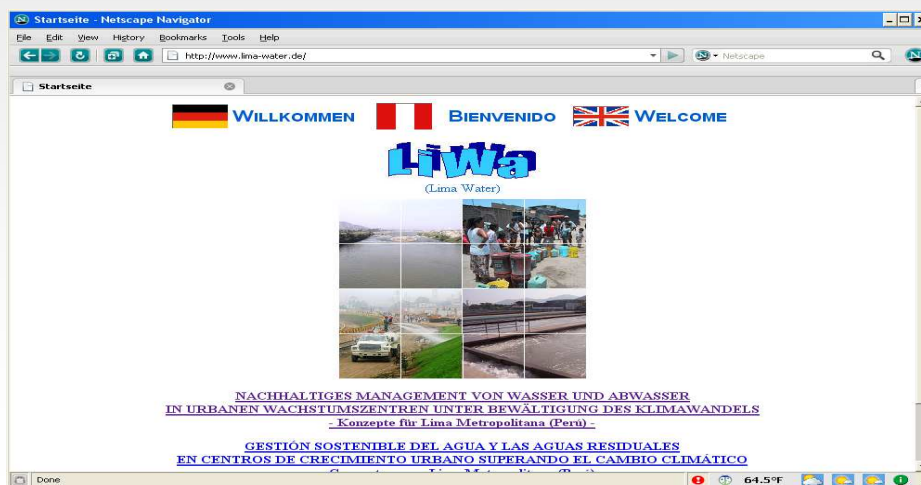 Startseite - Netscape Navigator
File Edit View History Bookmarks Tools Help
http://www.lima-water.de/ Netscape
Startseite
WILLKOMMEN BIENVENIDO WELCOME
LiWa
(Lima Water)
NACHHALTIGES MANAGEMENT VON WASSER UND ABWASSER
IN URBANEN WACHSTUMSZENTREN UNTER BEWÄLTIGUNG DES KLIMAWANDELS
- Konzepte für Lima Metropolitana (Perú) -
GESTIÓN SOSTENIBLE DEL AGUA Y LAS AGUAS RESIDUALES
EN CENTROS DE CRECIMIENTO URBANO SUPERANDO EL CAMBIO CLIMÁTICO
Done 64.5°F